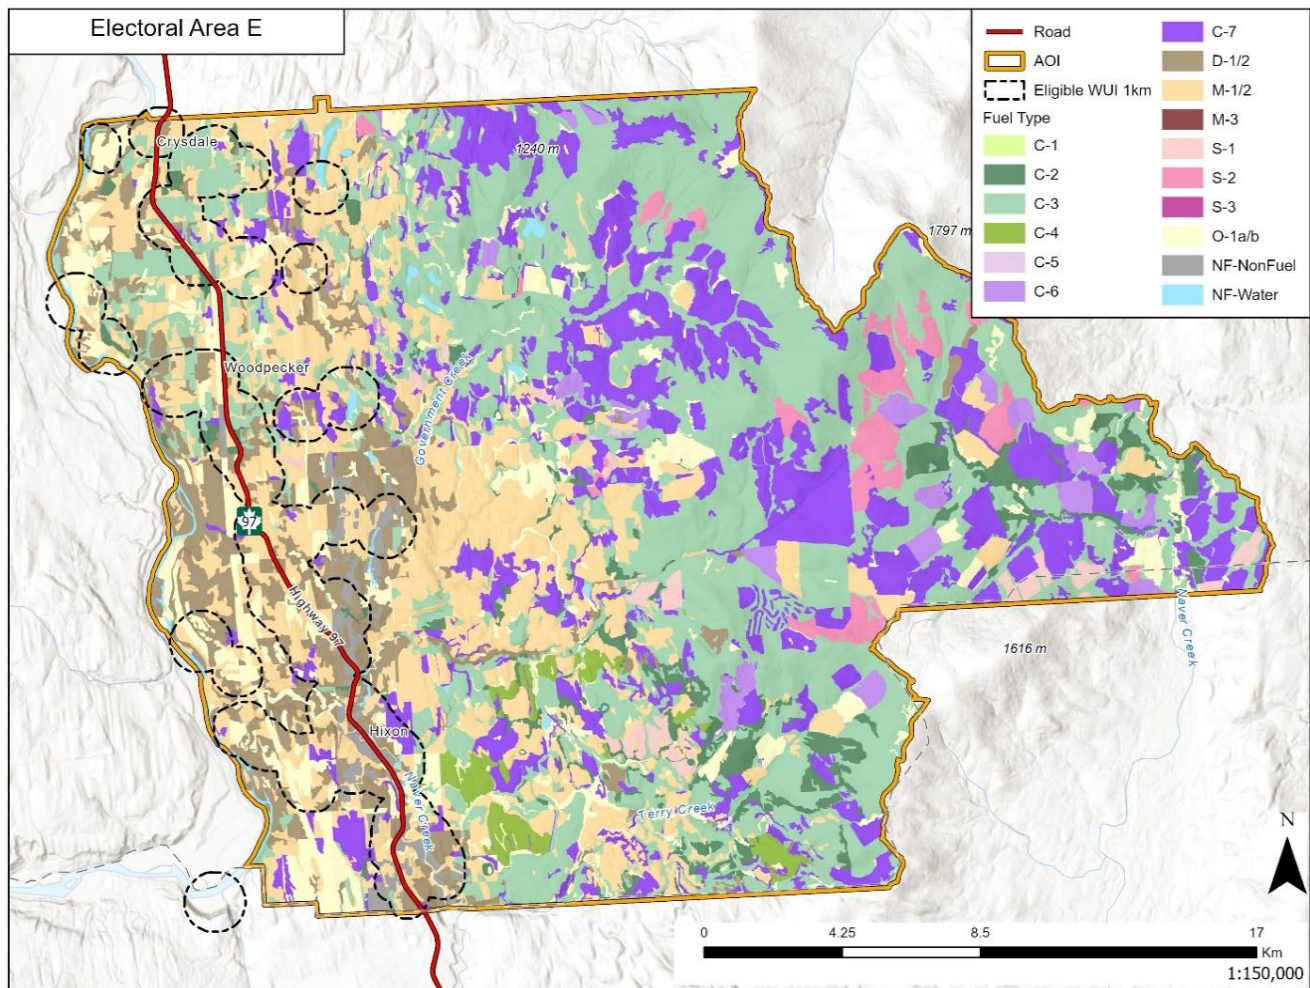 Electoral Area E
Road
AOI
Eligible WUI 1km
Fuel Type
C-1
C-2
C-3
C-4
C-5
C-6
C-7
D-1/2
M-1/2
M-3
S-1
S-2
S-3
O-1a/b
NF-NonFuel
NF-Water
Crysdale
1240 m
1797 m
Woodpecker
Government Creek
97
Highway 97
Naver Creek
1616 m
Hixon
Naver Creek
Terry Creek
N
0 4.25 8.5 17
Km
1:150,000